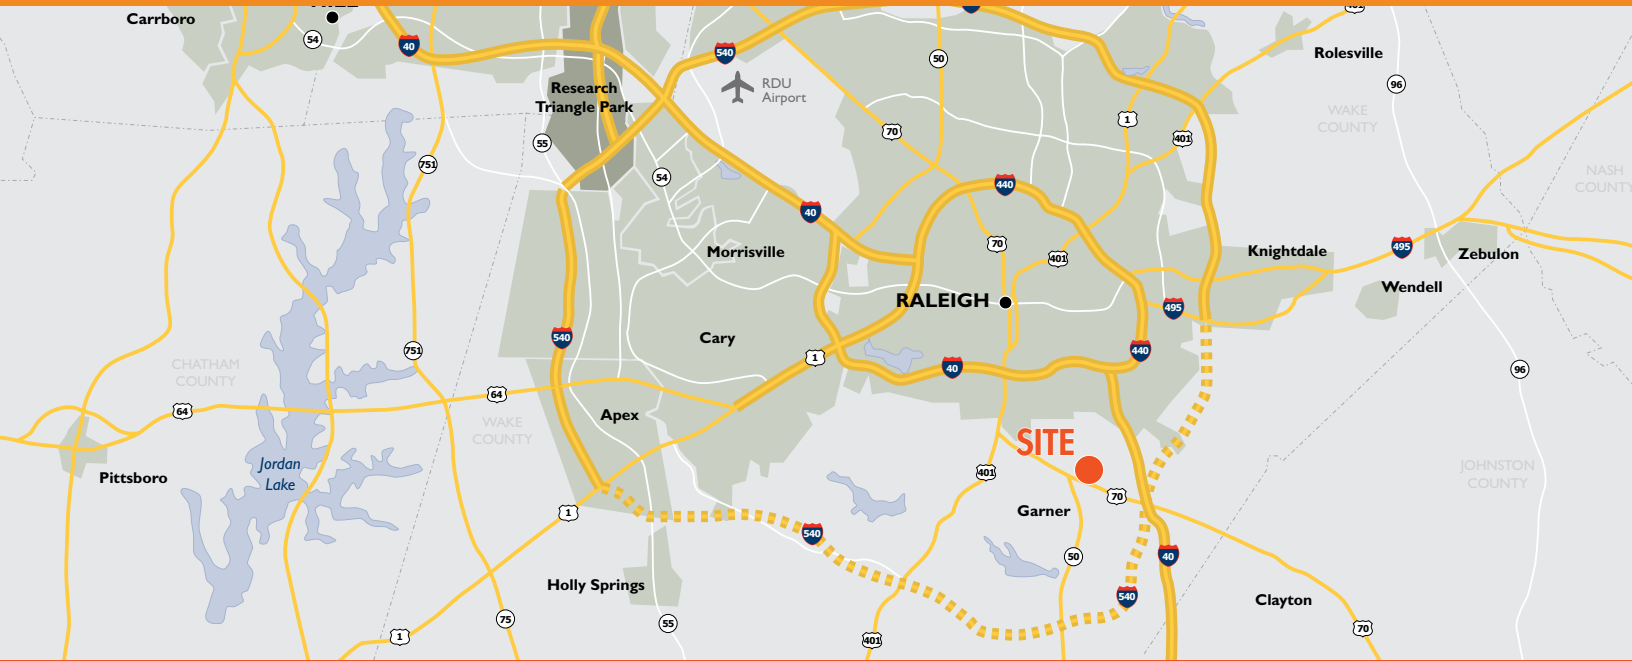 Carrboro
54
40
540
50
401
Rolesville
96
RDU
Airport
Research
Triangle Park
WAKE
COUNTY
1
401
70
55
751
54
NASH
COUNTY
440
40
Morrisville
70
401
Knightdale
495
Zebulon
Wendell
RALEIGH
495
540
Cary
1
440
40
751
CHATHAM
COUNTY
96
64
64
Apex
WAKE
COUNTY
SITE
Jordan
Lake
Pittsboro
401
JOHNSTON
COUNTY
70
Garner
1
540
50
40
Holly Springs
540
Clayton
75
55
1
401
70